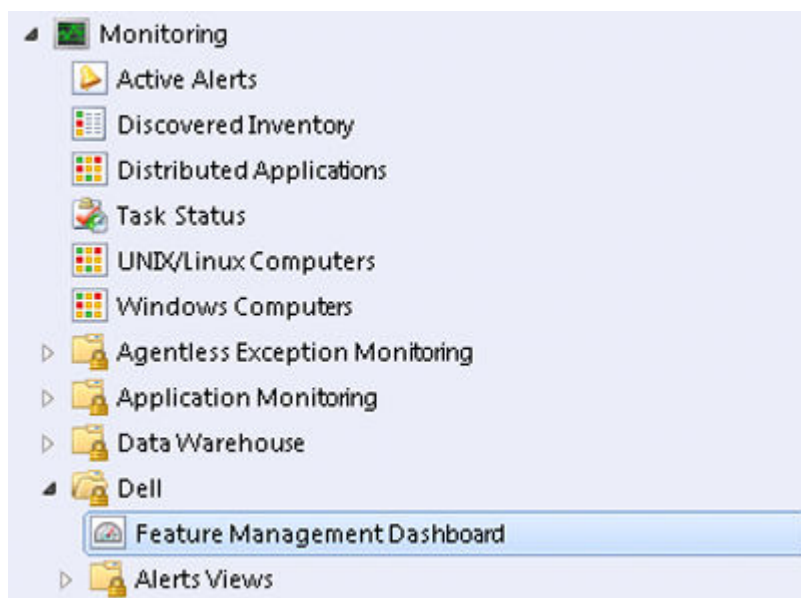 Monitoring
Active Alerts
Discovered Inventory
Distributed Applications
Task Status
UNIX/Linux Computers
Windows Computers
Agentless Exception Monitoring
Application Monitoring
Data Warehouse
Dell
Feature Management Dashboard
Alerts Views